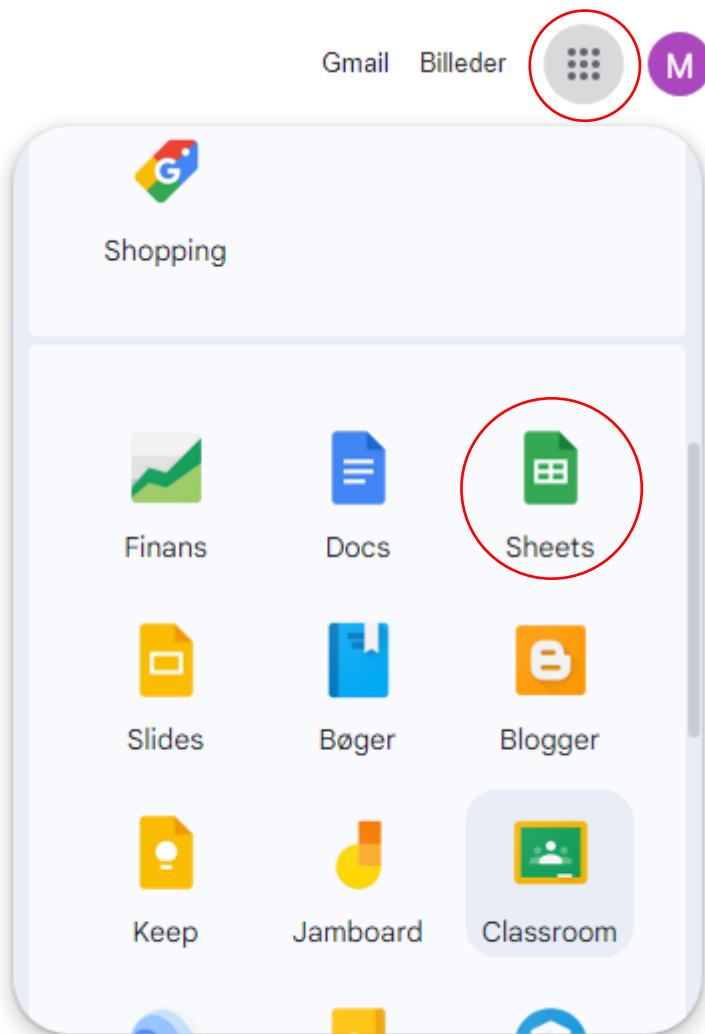 Gmail Billeder M
G
Shopping
Finans Docs Sheets
Slides Bøger Blogger
Keep Jamboard Classroom